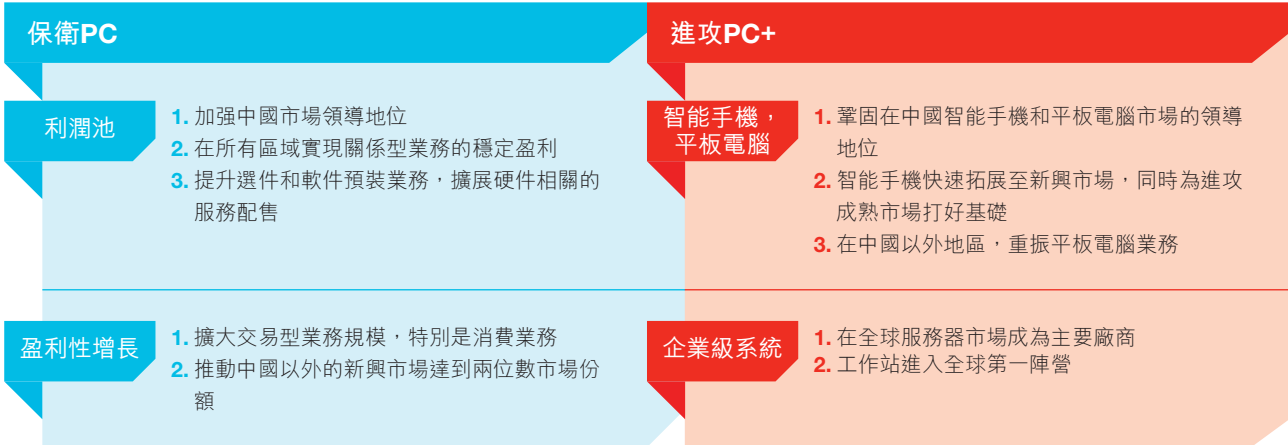 保衛PC
利潤池
1. 加强中國市場領導地位
2. 在所有區域實現關係型業務的穩定盈利
3. 提升選件和軟件預裝業務，擴展硬件相關的
服務配售
盈利性增長
1. 擴大交易型業務規模，特別是消費業務
2. 推動中國以外的新興市場達到兩位數市場份
額
進攻PC+
智能手機，
平板電腦
1. 鞏固在中國智能手機和平板電腦市場的領導
地位
2. 智能手機快速拓展至新興市場，同時為進攻
成熟市場打好基礎
3. 在中國以外地區，重振平板電腦業務
企業級系統
1. 在全球服務器市場成為主要廠商
2. 工作站進入全球第一陣營